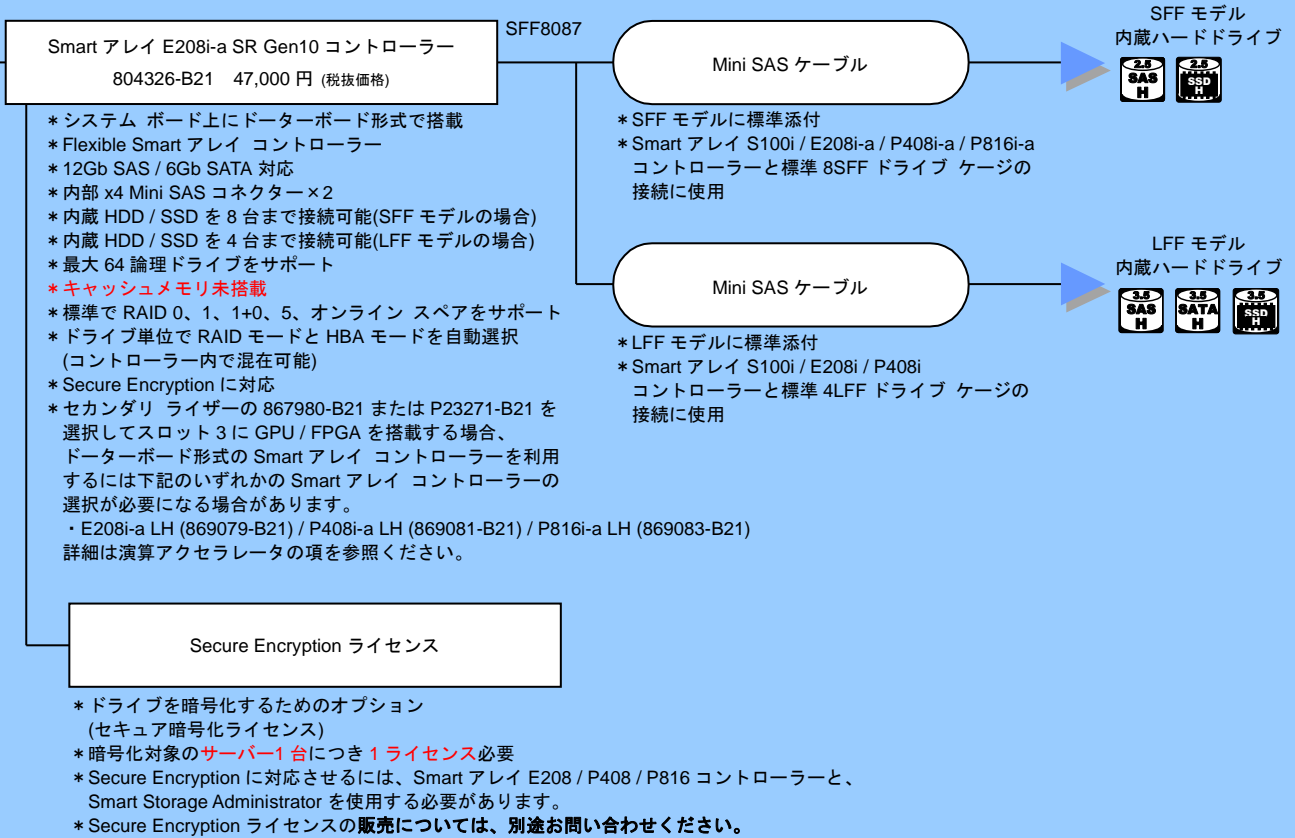 Smart アレイ E208i-a SR Gen10 コントローラー
804326-B21 47,000 円 (税抜価格)
SFF8087
Mini SAS ケーブル
SFF モデル
内蔵ハードドライブ
2.5
SAS
H
2.5
SSD
H
＊システム ボード上にドーターボード形式で搭載
＊Flexible Smart アレイ コントローラー
＊12Gb SAS / 6Gb SATA 対応
＊内部 x4 Mini SAS コネクター×2
＊内蔵 HDD / SSD を 8 台まで接続可能(SFF モデルの場合)
＊内蔵 HDD / SSD を 4 台まで接続可能(LFF モデルの場合)
＊最大 64 論理ドライブをサポート
＊キャッシュメモリ未搭載
＊標準で RAID 0、1、1+0、5、オンライン スペアをサポート
＊ドライブ単位で RAID モードと HBA モードを自動選択
(コントローラー内で混在可能)
＊Secure Encryption に対応
＊セカンダリ ライザーの 867980-B21 または P23271-B21 を
選択してスロット 3 に GPU / FPGA を搭載する場合、
ドーターボード形式の Smart アレイ コントローラーを利用
するには下記のいずれかの Smart アレイ コントローラーの
選択が必要になる場合があります。
・E208i-a LH (869079-B21) / P408i-a LH (869081-B21) / P816i-a LH (869083-B21)
詳細は演算アクセラレータの項を参照ください。
＊SFF モデルに標準添付
＊Smart アレイ S100i / E208i-a / P408i-a / P816i-a
コントローラーと標準 8SFF ドライブ ケージの
接続に使用
Mini SAS ケーブル
LFF モデル
内蔵ハードドライブ
3.5
SAS
H
3.5
SATA
H
3.5
SSD
H
＊LFF モデルに標準添付
＊Smart アレイ S100i / E208i / P408i
コントローラーと標準 4LFF ドライブ ケージの
接続に使用
Secure Encryption ライセンス
＊ドライブを暗号化するためのオプション
(セキュア暗号化ライセンス)
＊暗号化対象のサーバー1 台につき 1 ライセンス必要
＊Secure Encryption に対応させるには、Smart アレイ E208 / P408 / P816 コントローラーと、
Smart Storage Administrator を使用する必要があります。
＊Secure Encryption ライセンスの販売については、別途お問い合わせください。